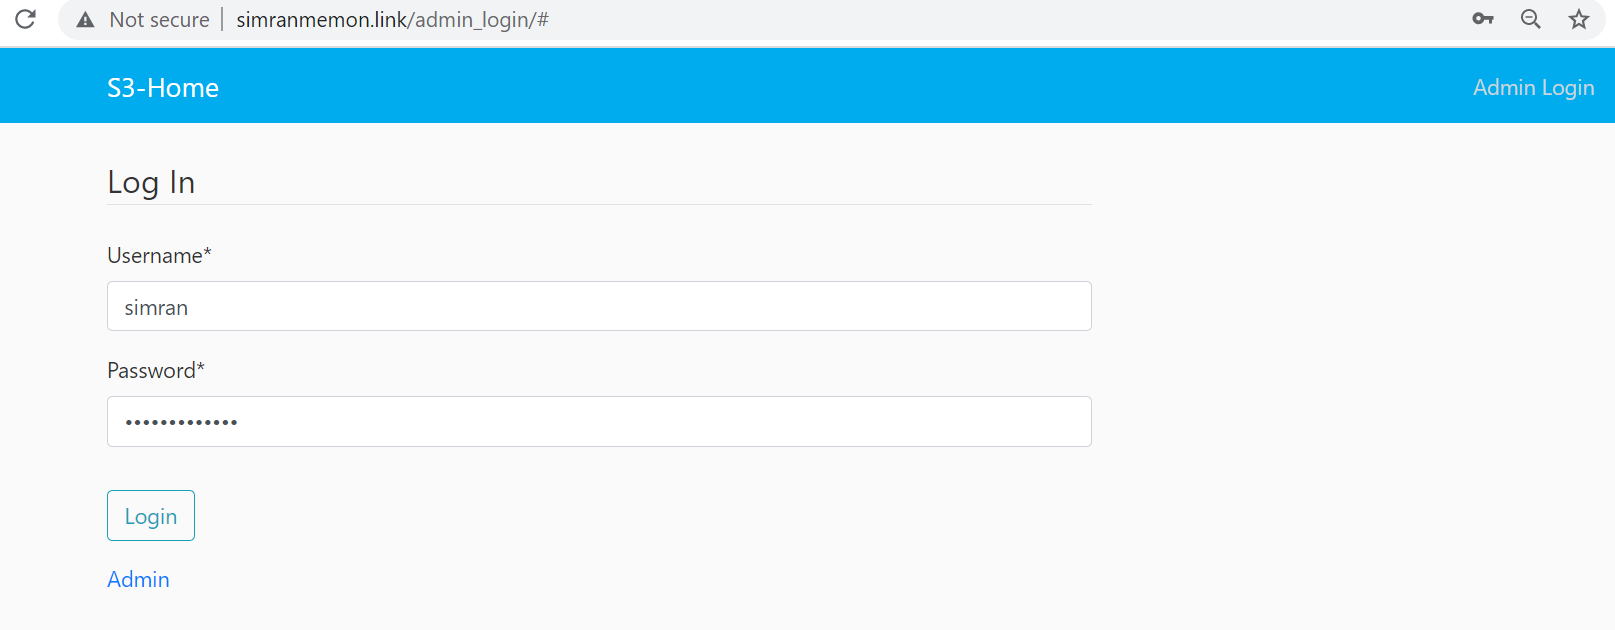 Not secure | simranmemon.link/admin_login/#
S3-Home
Admin Login
Log In
Username*
simran
Password*
•••••••••••••
Login
Admin